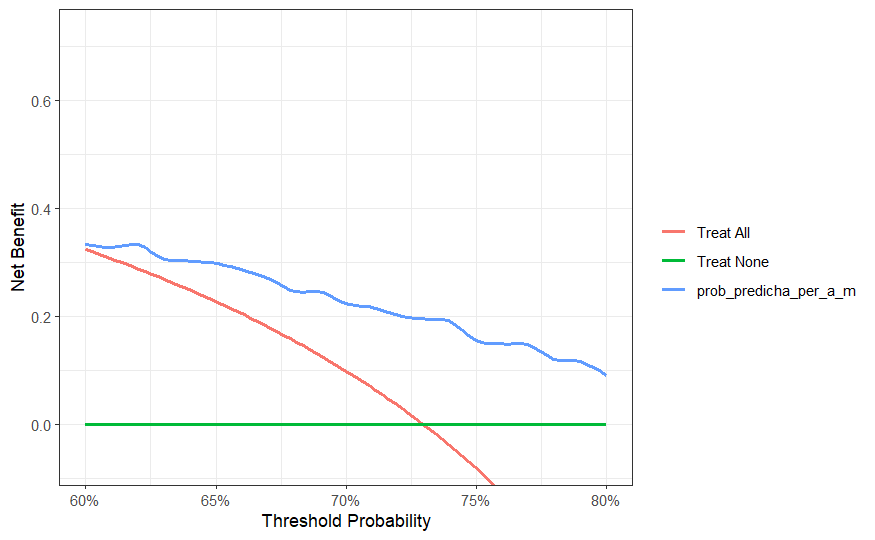 Net Benefit
0.6
0.4
0.2
0.0
60%
65%
70%
75%
80%
Threshold Probability
Treat All
Treat None
prob_predicha_per_a_m